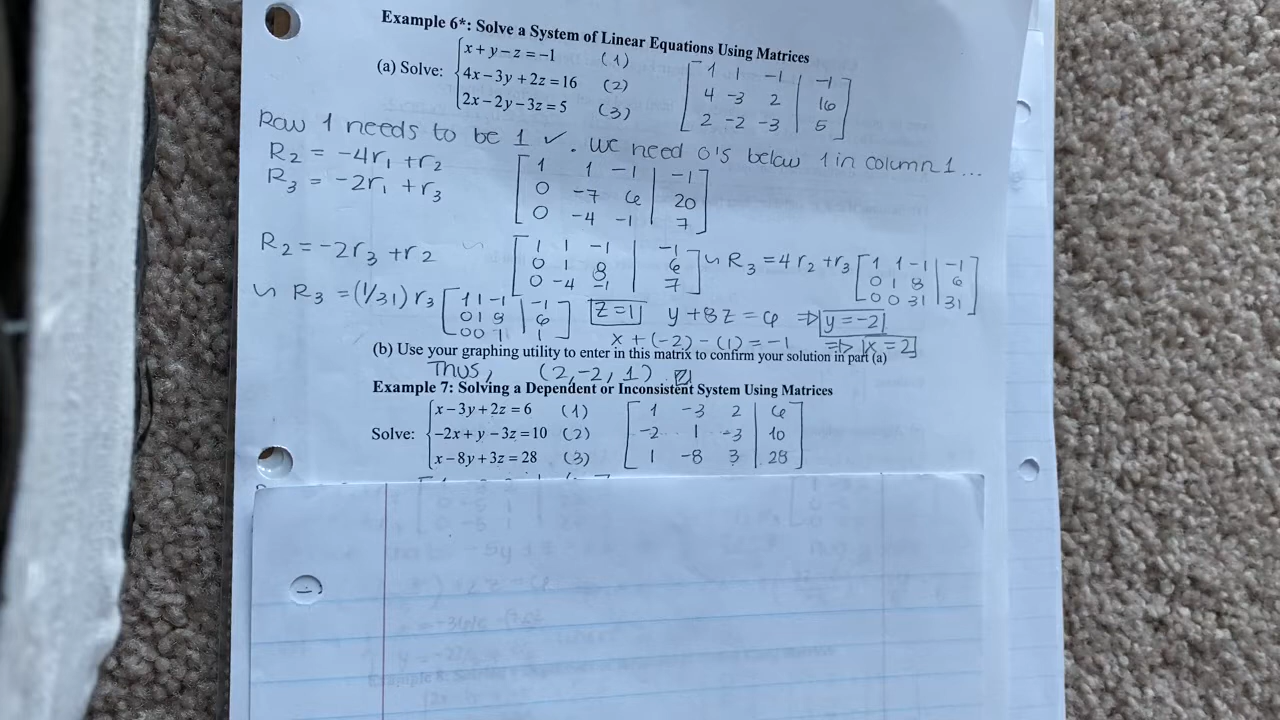 Example 6*: Solve a System of Linear Equations Using Matrices
(a) Solve: { x + y − z = −1 (1) [ 1 1 −1 | −1 ]
4x − 3y + 2z = 16 (2) [ 4 −3 2 | 16 ]
2x − 2y − 3z = 5 (3) [ 2 −2 −3 | 5 ]
Row 1 needs to be 1 ✓. We need 0's below 1 in column 1...
R2 = −4r1 + r2 [ 1 1 −1 | −1 ]
R3 = −2r1 + r3 [ 0 −7 6 | 20 ]
[ 0 −4 −1 | 7 ]
R2 = −2r3 + r2 ~ [ 1 1 −1 | −1 ] ~ R3 = 4r2 + r3 [ 1 1 −1 | −1 ]
[ 0 1 8 | 6 ] [ 0 1 8 | 6 ]
[ 0 −4 −1 | 7 ] [ 0 0 31 | 31 ]
~ R3 = (1/31) r3 [ 1 1 −1 | −1 ] z = 1 y + 8z = 6 ⇒ y = −2
[ 0 1 8 | 6 ]
[ 0 0 1 | 1 ] x + (−2) − (1) = −1 ⇒ x = 2
(b) Use your graphing utility to enter in this matrix to confirm your solution in part (a)
Thus, (2, −2, 1)
Example 7: Solving a Dependent or Inconsistent System Using Matrices
Solve: { x − 3y + 2z = 6 (1) [ 1 −3 2 | 6 ]
−2x + y − 3z = 10 (2) [ −2 1 −3 | 10 ]
x − 8y + 3z = 28 (3) [ 1 −8 3 | 28 ]